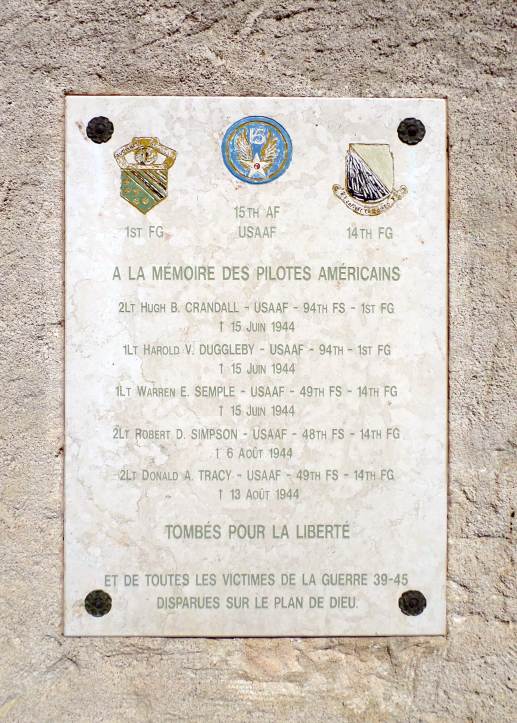 15
15TH AF
1ST FG USAAF 14TH FG
A LA MÉMOIRE DES PILOTES AMÉRICAINS
2LT HUGH B. CRANDALL - USAAF - 94TH FS - 1ST FG
† 15 JUIN 1944
1LT HAROLD V. DUGGLEBY - USAAF - 94TH - 1ST FG
† 15 JUIN 1944
1LT WARREN E. SEMPLE - USAAF - 49TH FS - 14TH FG
† 15 JUIN 1944
2LT ROBERT D. SIMPSON - USAAF - 48TH FS - 14TH FG
† 6 AOÛT 1944
2LT DONALD A. TRACY - USAAF - 49TH FS - 14TH FG
† 13 AOÛT 1944
TOMBÉS POUR LA LIBERTÉ
ET DE TOUTES LES VICTIMES DE LA GUERRE 39-45
DISPARUES SUR LE PLAN DE DIEU.